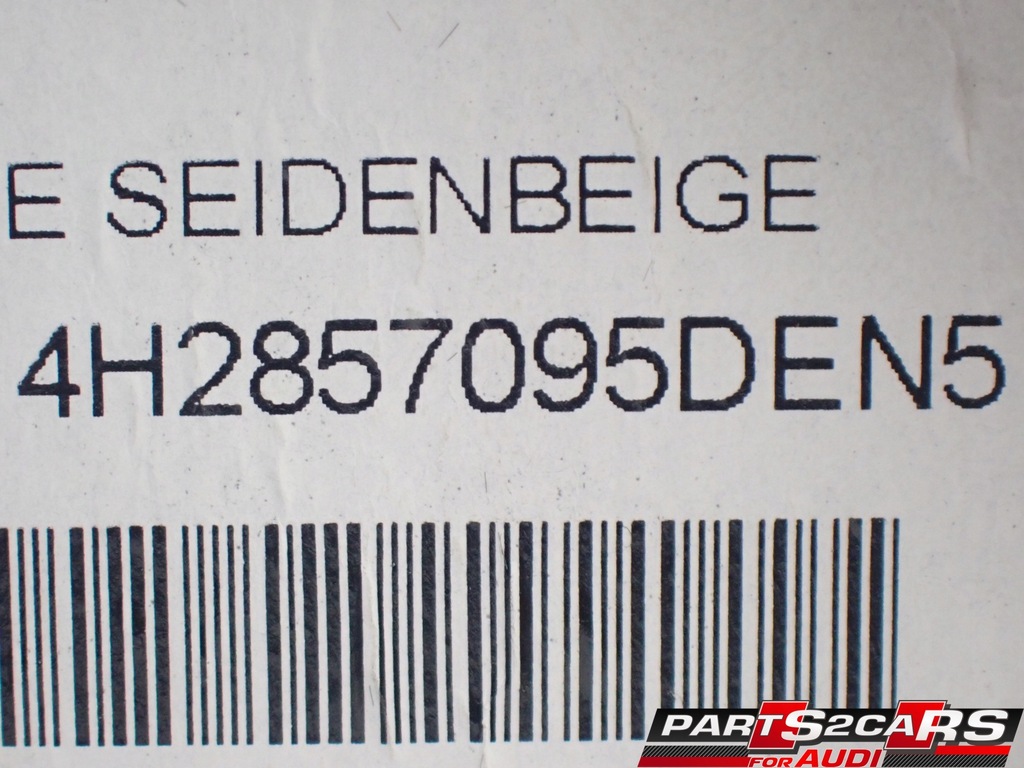 E SEIDENBEIGE
4H2857095DEN5
PARTS2CARS
FOR AUDI